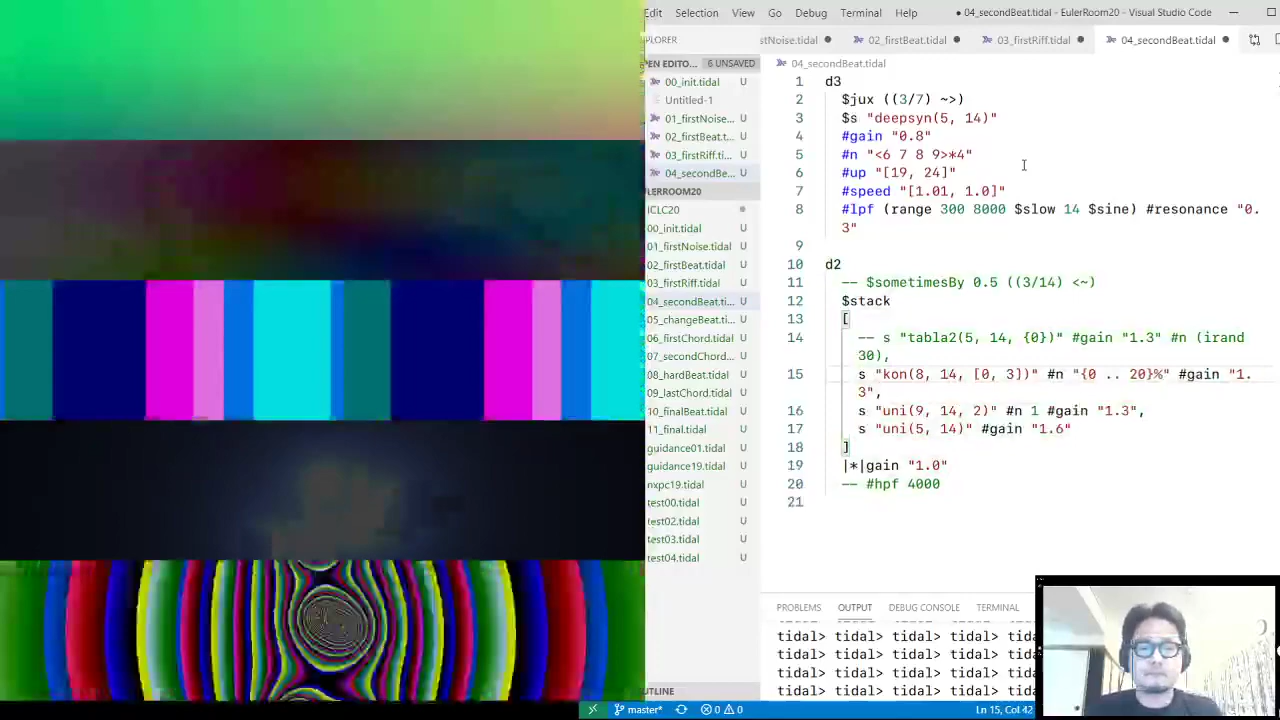 Edit Selection View Go Debug Terminal Help
• 04_secondBeat.tidal - EulerRoom20 - Visual Studio Code
stNoise.tidal 02_firstBeat.tidal 03_firstRiff.tidal 04_secondBeat.tidal
PLORER
PEN EDITO... 6 UNSAVED
00_init.tidal U
Untitled-1
01_firstNoise... U
02_firstBeat.t... U
03_firstRiff.ti... U
04_secondBe... U
ULERROOM20
ICLC20
00_init.tidal U
01_firstNoise.tidal U
02_firstBeat.tidal U
03_firstRiff.tidal U
04_secondBeat.ti... U
05_changeBeat.ti... U
06_firstChord.tidal U
07_secondChord... U
08_hardBeat.tidal U
09_lastChord.tidal U
10_finalBeat.tidal U
11_final.tidal U
guidance01.tidal U
guidance19.tidal U
nxpc19.tidal U
test00.tidal U
test02.tidal U
test03.tidal U
test04.tidal U
UTLINE
04_secondBeat.tidal
1 d3
2 $jux ((3/7) ~>)
3 $s "deepsyn(5, 14)"
4 #gain "0.8"
5 #n "<6 7 8 9>*4"
6 #up "[19, 24]"
7 #speed "[1.01, 1.0]"
8 #lpf (range 300 8000 $slow 14 $sine) #resonance "0.
3"
9
10 d2
11 -- $sometimesBy 0.5 ((3/14) <~)
12 $stack
13 [
14 -- s "tabla2(5, 14, {0})" #gain "1.3" #n (irand
30),
15 s "kon(8, 14, [0, 3])" #n "{0 .. 20}%" #gain "1.
3",
16 s "uni(9, 14, 2)" #n 1 #gain "1.3",
17 s "uni(5, 14)" #gain "1.6"
18 ]
19 |*|gain "1.0"
20 -- #hpf 4000
21
PROBLEMS OUTPUT DEBUG CONSOLE TERMINAL
tidal> tidal> tidal> tidal> tida
tidal> tidal> tidal> tidal> tida
tidal> tidal> tidal> tidal> tida
tidal> tidal> tidal> tidal> tida
master* 0 0 Ln 15, Col 42